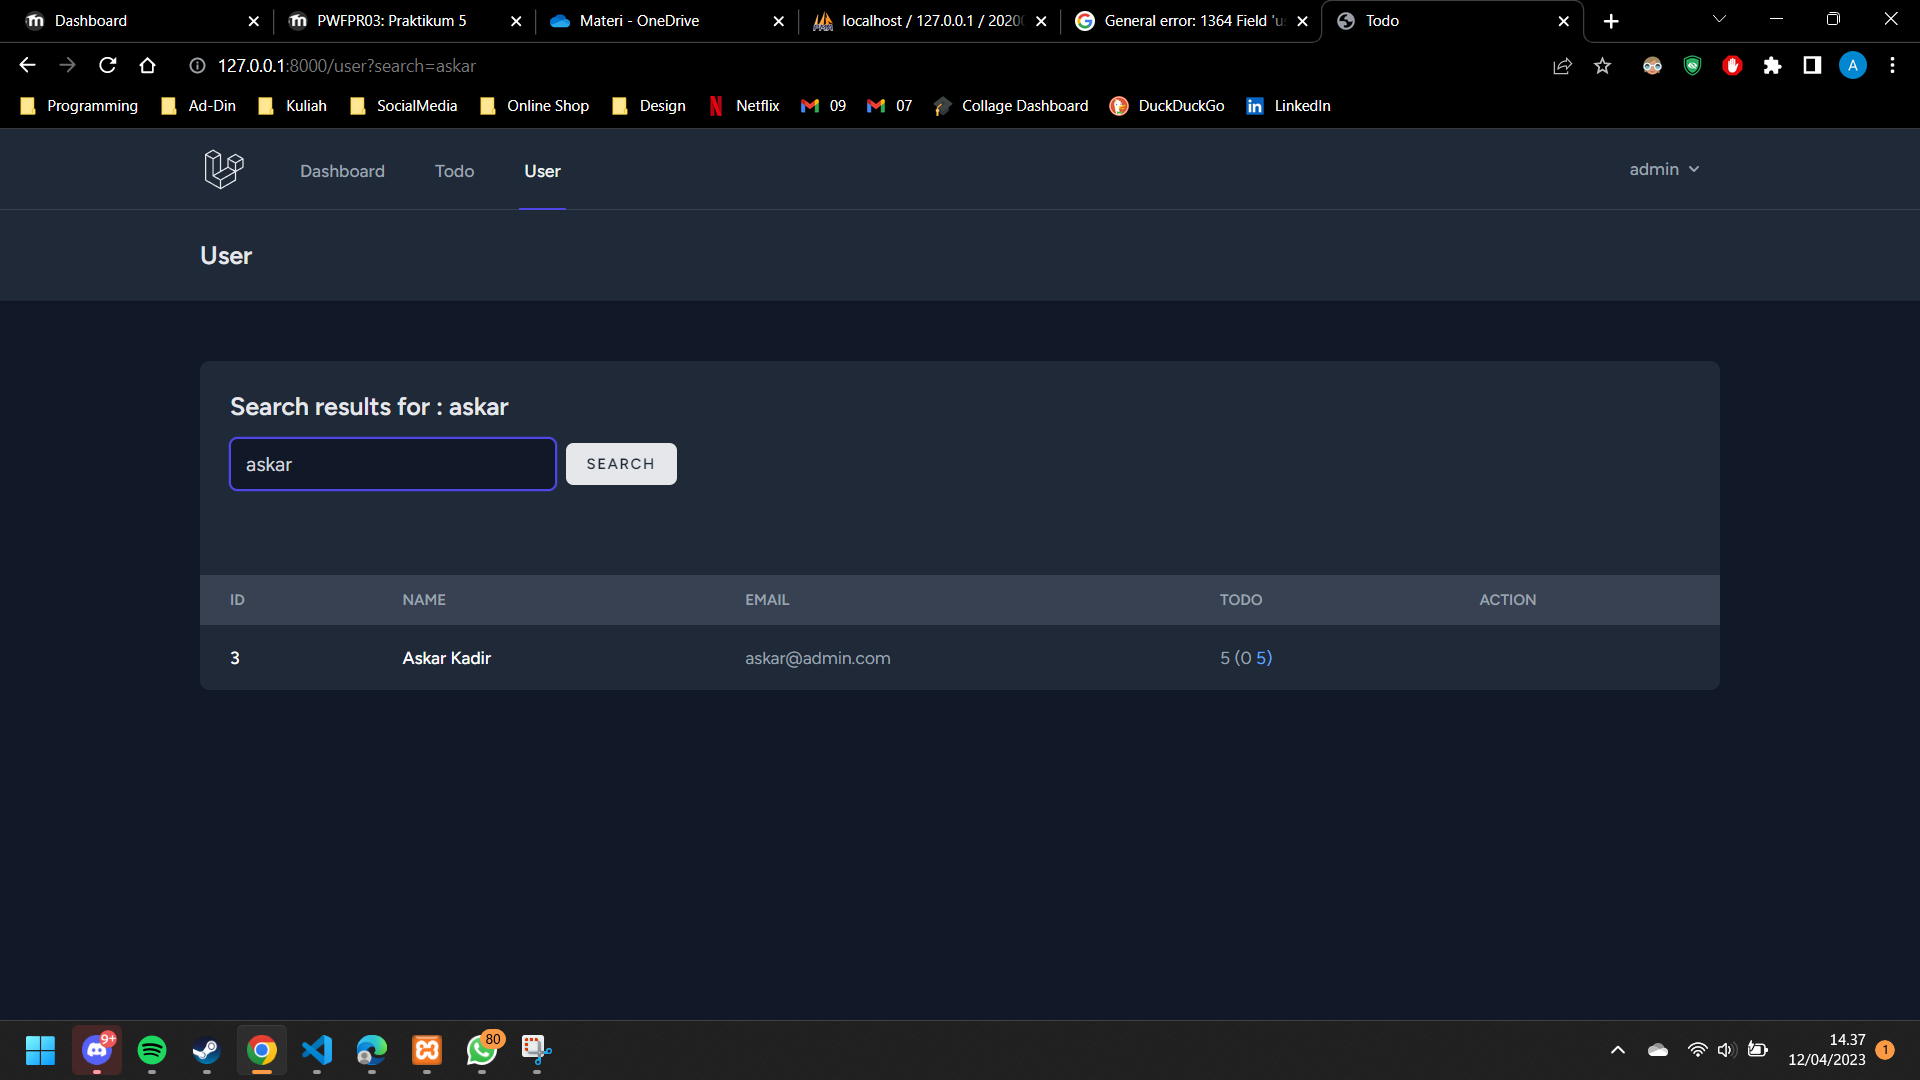 Dashboard
PWFPR03: Praktikum 5
Materi - OneDrive
localhost / 127.0.0.1 / 20200
General error: 1364 Field 'us
Todo
127.0.0.1:8000/user?search=askar
A
Programming
Ad-Din
Kuliah
SocialMedia
Online Shop
Design
Netflix
09
07
Collage Dashboard
DuckDuckGo
LinkedIn
Dashboard
Todo
User
admin
User
Search results for : askar
askar
SEARCH
ID NAME EMAIL TODO ACTION
3 Askar Kadir askar@admin.com 5 (0 5)
9+
80
14.37
12/04/2023
1